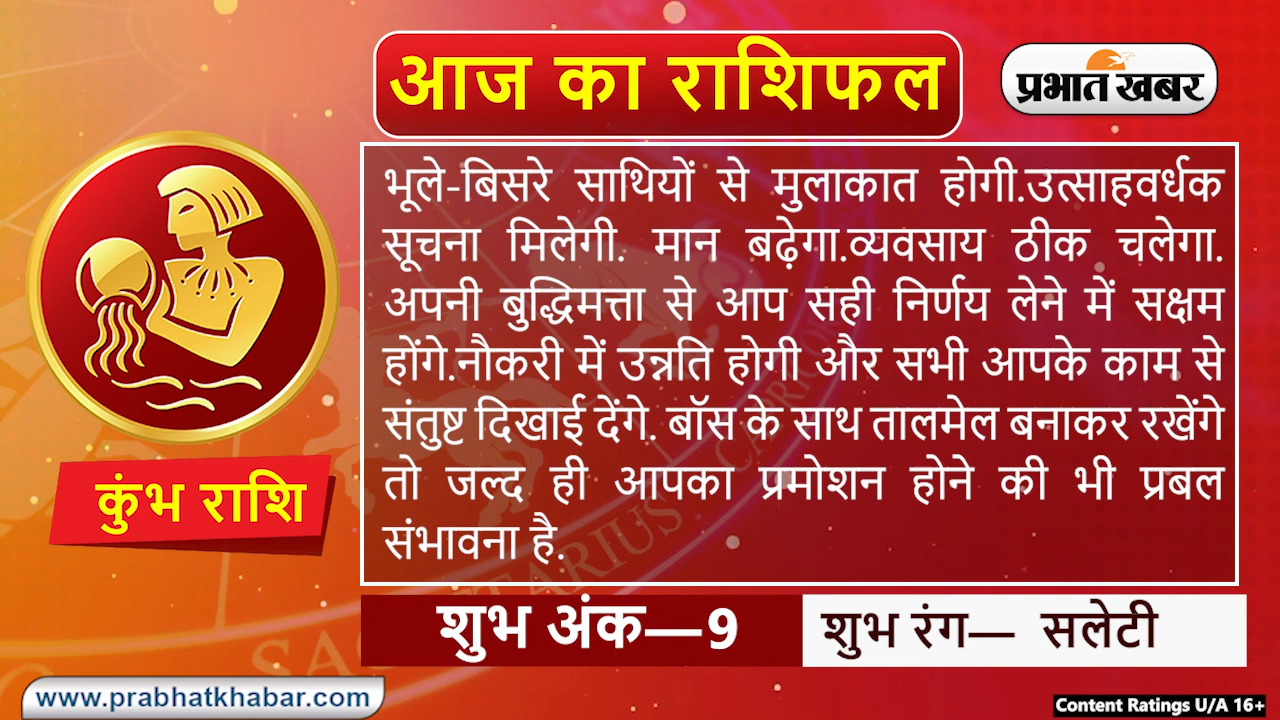 आज का राशिफल
प्रभात खबर
भूले-बिसरे साथियों से मुलाकात होगी.उत्साहवर्धक
सूचना मिलेगी. मान बढ़ेगा.व्यवसाय ठीक चलेगा.
अपनी बुद्धिमत्ता से आप सही निर्णय लेने में सक्षम
होंगे.नौकरी में उन्नति होगी और सभी आपके काम से
संतुष्ट दिखाई देंगे. बॉस के साथ तालमेल बनाकर रखेंगे
तो जल्द ही आपका प्रमोशन होने की भी प्रबल
संभावना है.
कुंभ राशि
शुभ अंक—9
शुभ रंग— सलेटी
www.prabhatkhabar.com
Content Ratings U/A 16+